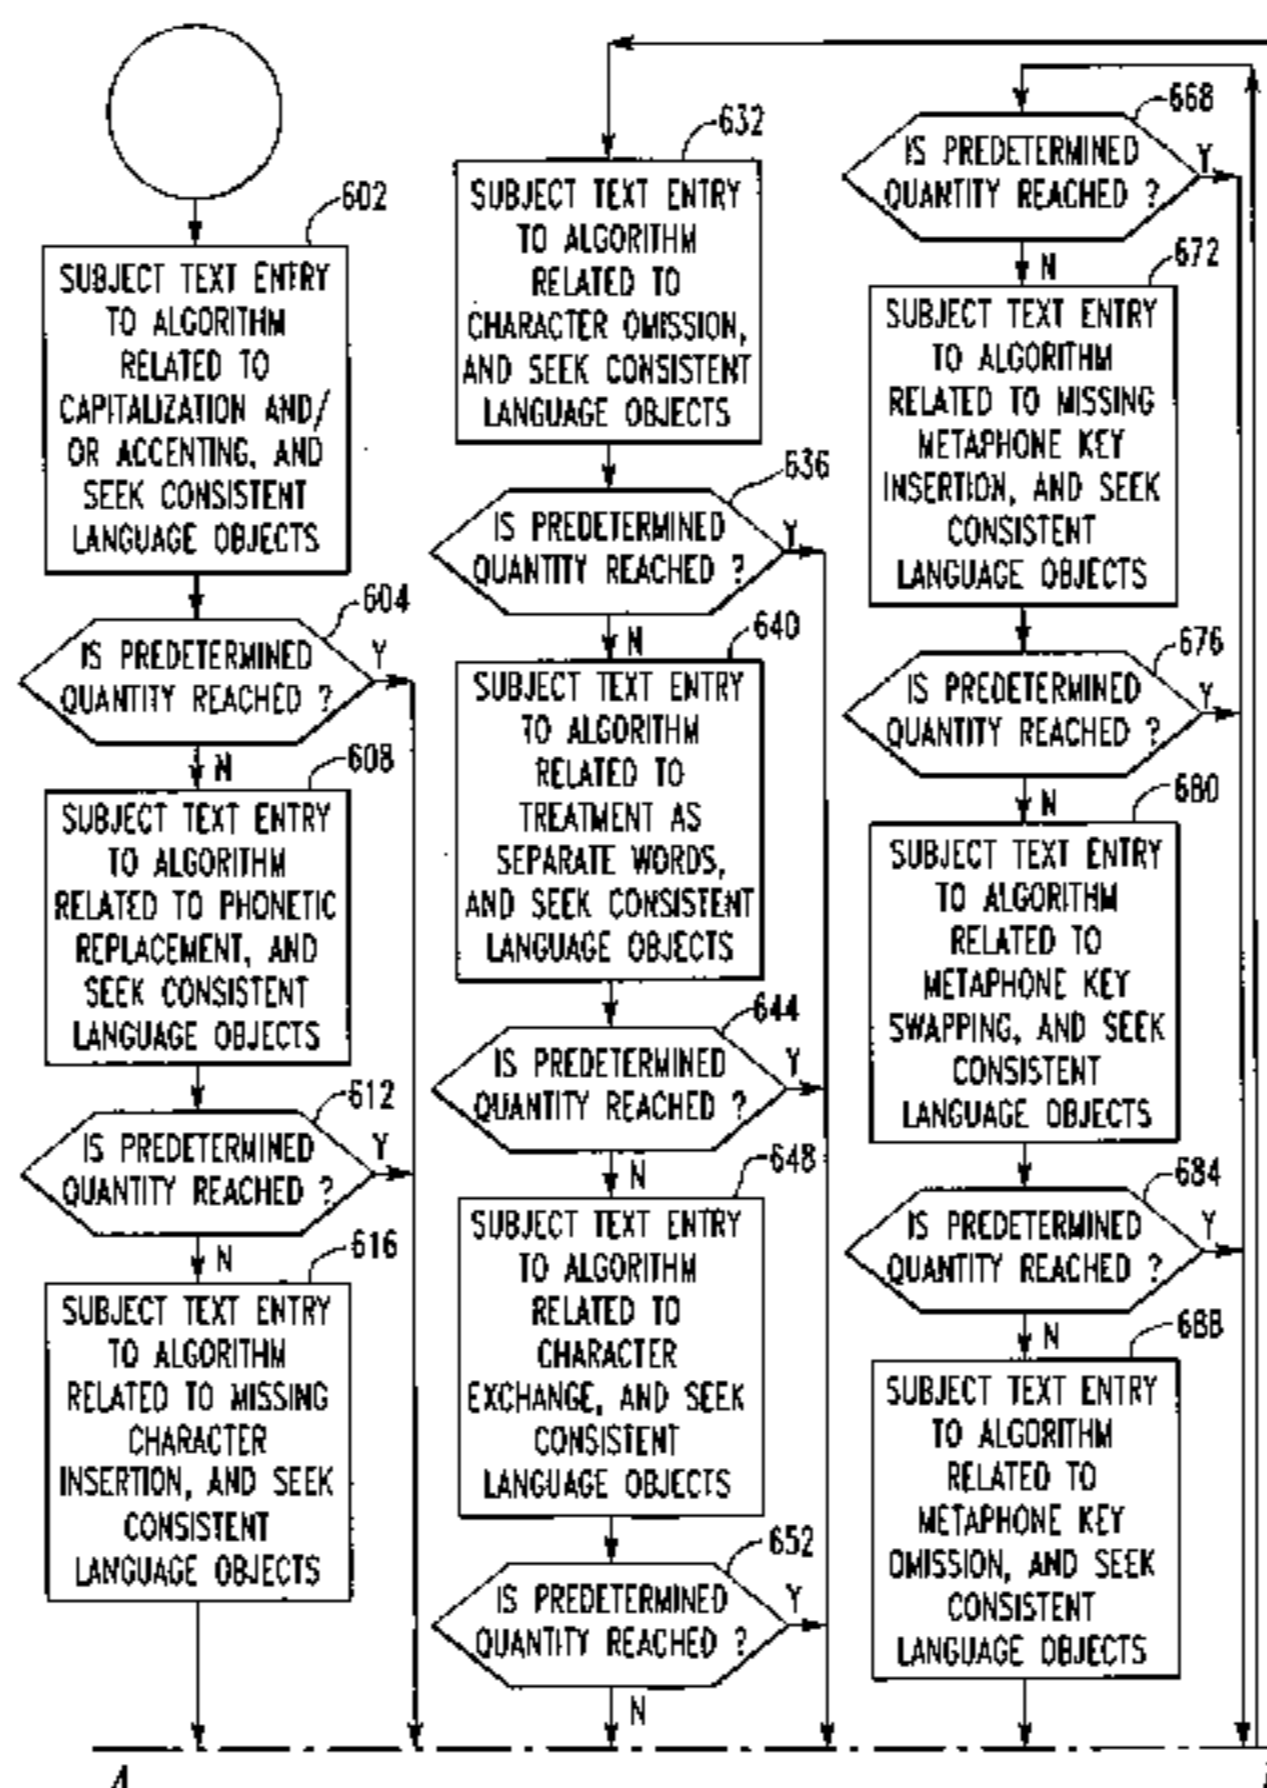 602
SUBJECT TEXT ENTRY
TO ALGORITHM
RELATED TO
CAPITALIZATION AND/
OR ACCENTING, AND
SEEK CONSISTENT
LANGUAGE OBJECTS
604
IS PREDETERMINED
QUANTITY REACHED ?
Y
N
608
SUBJECT TEXT ENTRY
TO ALGORITHM
RELATED TO PHONETIC
REPLACEMENT, AND
SEEK CONSISTENT
LANGUAGE OBJECTS
612
IS PREDETERMINED
QUANTITY REACHED ?
Y
N
616
SUBJECT TEXT ENTRY
TO ALGORITHM
RELATED TO MISSING
CHARACTER
INSERTION, AND SEEK
CONSISTENT
LANGUAGE OBJECTS
632
SUBJECT TEXT ENTRY
TO ALGORITHM
RELATED TO
CHARACTER OMISSION,
AND SEEK CONSISTENT
LANGUAGE OBJECTS
636
IS PREDETERMINED
QUANTITY REACHED ?
Y
N
640
SUBJECT TEXT ENTRY
TO ALGORITHM
RELATED TO
TREATMENT AS
SEPARATE WORDS,
AND SEEK CONSISTENT
LANGUAGE OBJECTS
644
IS PREDETERMINED
QUANTITY REACHED ?
Y
N
648
SUBJECT TEXT ENTRY
TO ALGORITHM
RELATED TO
CHARACTER
EXCHANGE, AND SEEK
CONSISTENT
LANGUAGE OBJECTS
652
IS PREDETERMINED
QUANTITY REACHED ?
Y
N
668
IS PREDETERMINED
QUANTITY REACHED ?
Y
N
672
SUBJECT TEXT ENTRY
TO ALGORITHM
RELATED TO MISSING
METAPHONE KEY
INSERTION, AND SEEK
CONSISTENT
LANGUAGE OBJECTS
676
IS PREDETERMINED
QUANTITY REACHED ?
Y
N
680
SUBJECT TEXT ENTRY
TO ALGORITHM
RELATED TO
METAPHONE KEY
SWAPPING, AND SEEK
CONSISTENT
LANGUAGE OBJECTS
684
IS PREDETERMINED
QUANTITY REACHED ?
Y
N
688
SUBJECT TEXT ENTRY
TO ALGORITHM
RELATED TO
METAPHONE KEY
OMISSION, AND SEEK
CONSISTENT
LANGUAGE OBJECTS
A